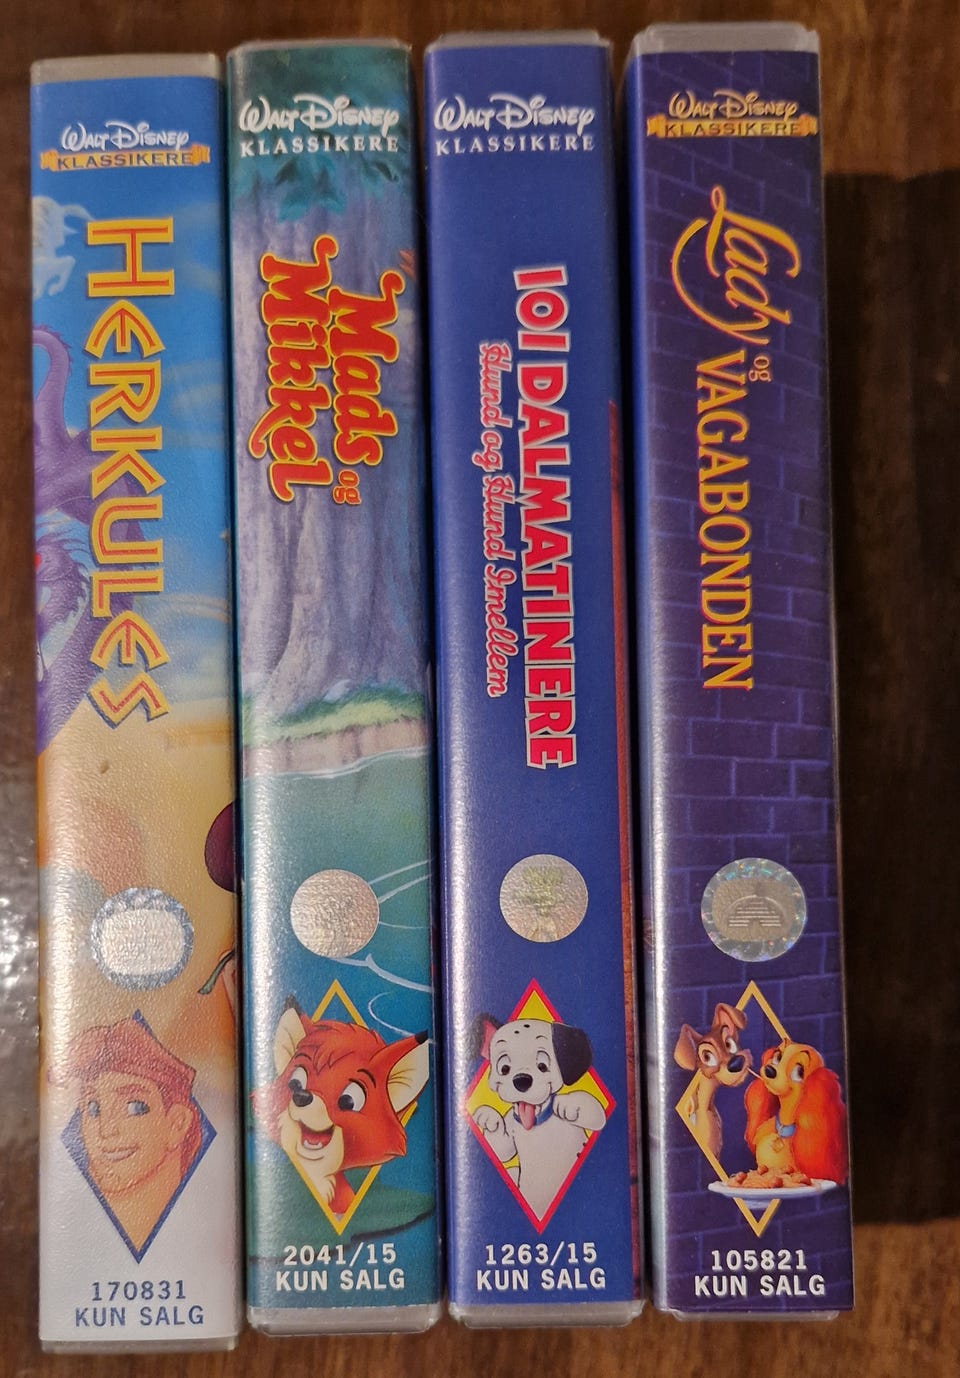 WALT DISNEY
KLASSIKERE
HERKULES
170831
KUN SALG
WALT DISNEY
KLASSIKERE
Mads og
Mikkel
2041/15
KUN SALG
WALT DISNEY
KLASSIKERE
101 DALMATINERE
Hund og Hund Imellem
1263/15
KUN SALG
WALT DISNEY
KLASSIKERE
Lady og
VAGABONDEN
105821
KUN SALG